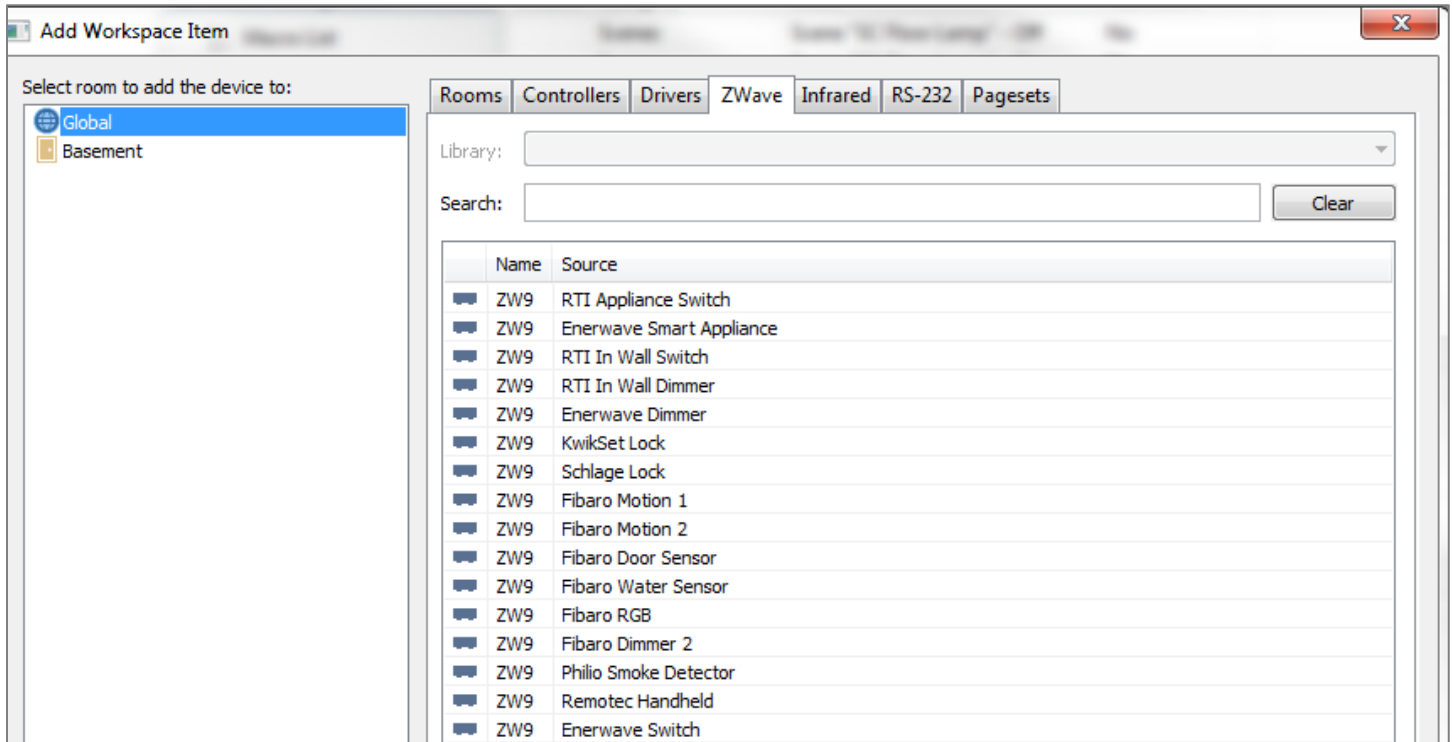 Add Workspace Item
Select room to add the device to:
Global
Basement
Rooms Controllers Drivers ZWave Infrared RS-232 Pagesets
Library:
Search: Clear
Name Source
ZW9 RTI Appliance Switch
ZW9 Enerwave Smart Appliance
ZW9 RTI In Wall Switch
ZW9 RTI In Wall Dimmer
ZW9 Enerwave Dimmer
ZW9 KwikSet Lock
ZW9 Schlage Lock
ZW9 Fibaro Motion 1
ZW9 Fibaro Motion 2
ZW9 Fibaro Door Sensor
ZW9 Fibaro Water Sensor
ZW9 Fibaro RGB
ZW9 Fibaro Dimmer 2
ZW9 Philio Smoke Detector
ZW9 Remotec Handheld
ZW9 Enerwave Switch